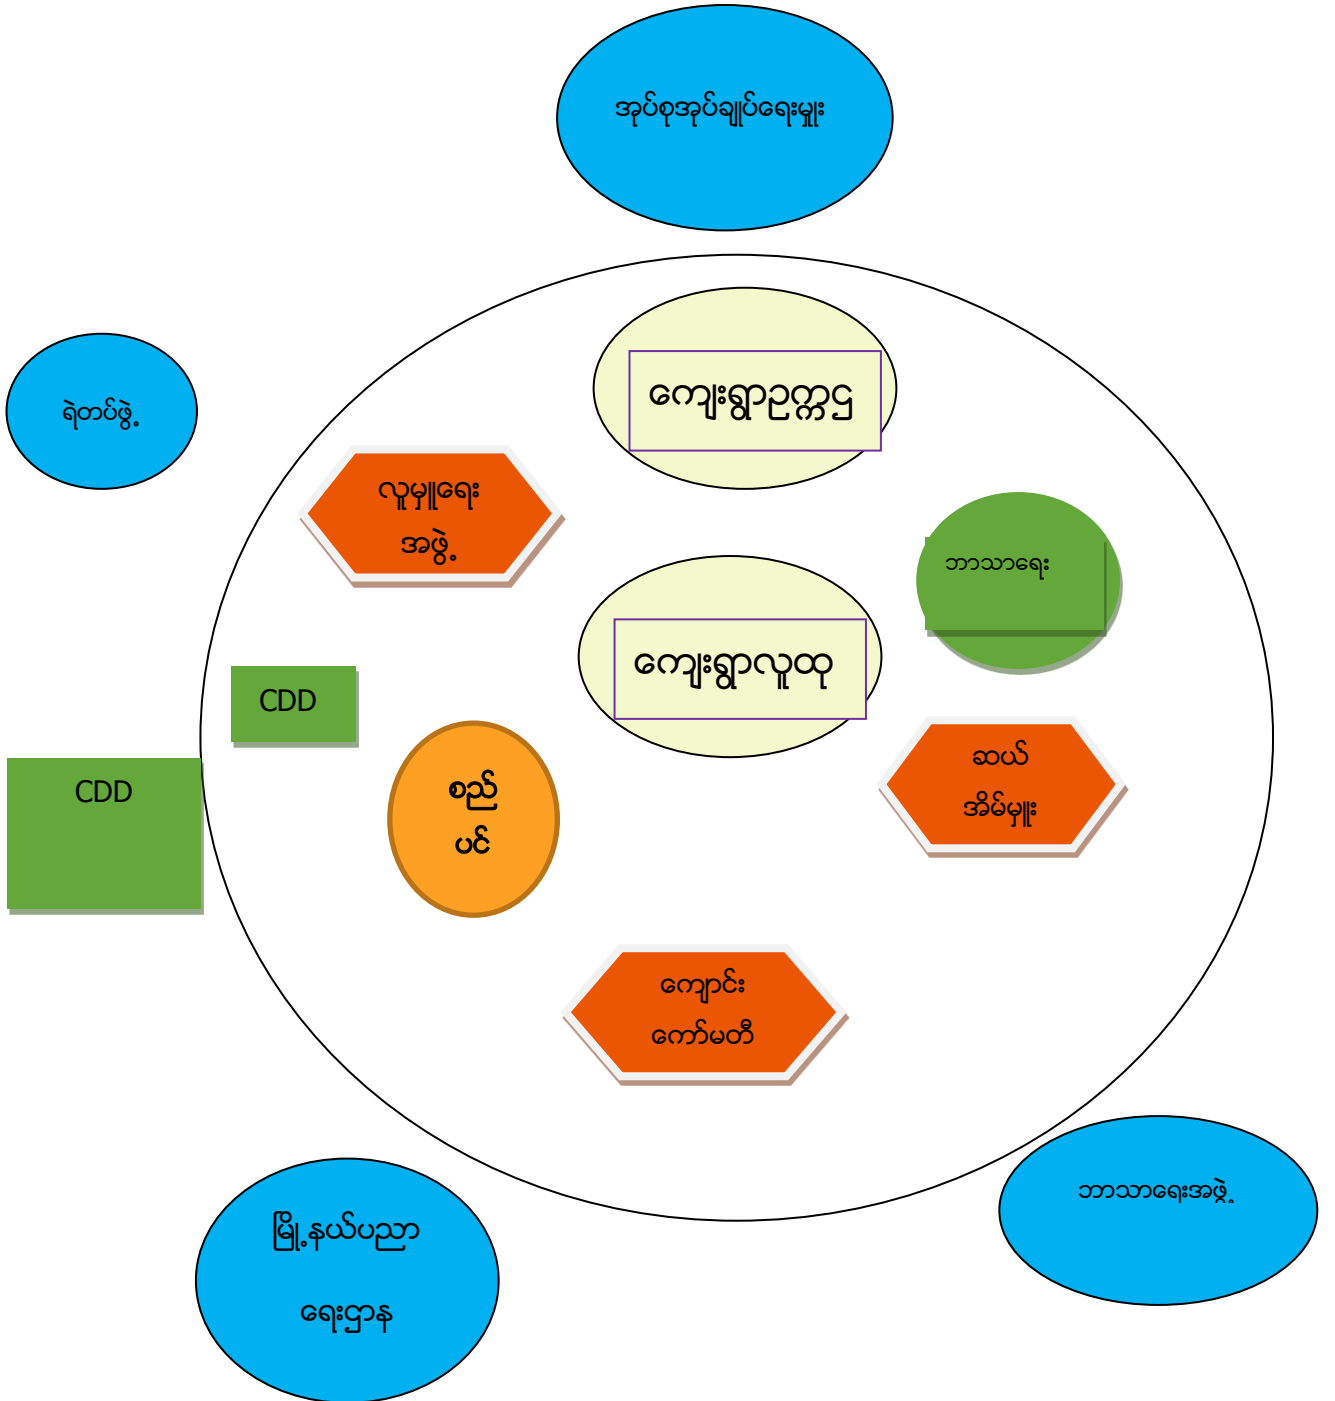 အုပ်စုအုပ်ချုပ်ရေးမှုး
ကျေးရွာဥက္ကဌ
ရဲတပ်ဖွဲ့
လူမှူရေး
အဖွဲ့
ဘာသာရေး
ကျေးရွာလူထု
CDD
CDD
စည်
ပင်
ဆယ်
အိမ်မှူး
ကျောင်း
ကော်မတီ
ဘာသာရေးအဖွဲ့
မြို့နယ်ပညာ
ရေးဌာန